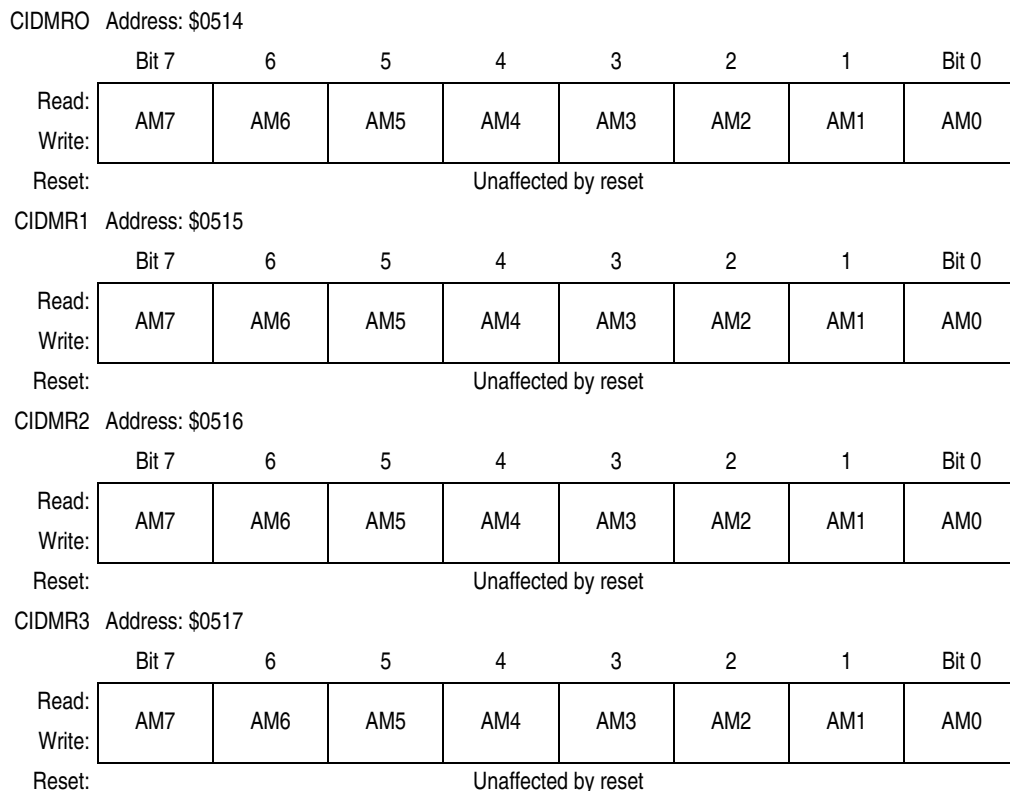 CIDMRO Address: $0514
Bit 7 6 5 4 3 2 1 Bit 0
Read:
AM7 AM6 AM5 AM4 AM3 AM2 AM1 AM0
Write:
Reset: Unaffected by reset
CIDMR1 Address: $0515
Bit 7 6 5 4 3 2 1 Bit 0
Read:
AM7 AM6 AM5 AM4 AM3 AM2 AM1 AM0
Write:
Reset: Unaffected by reset
CIDMR2 Address: $0516
Bit 7 6 5 4 3 2 1 Bit 0
Read:
AM7 AM6 AM5 AM4 AM3 AM2 AM1 AM0
Write:
Reset: Unaffected by reset
CIDMR3 Address: $0517
Bit 7 6 5 4 3 2 1 Bit 0
Read:
AM7 AM6 AM5 AM4 AM3 AM2 AM1 AM0
Write:
Reset: Unaffected by reset